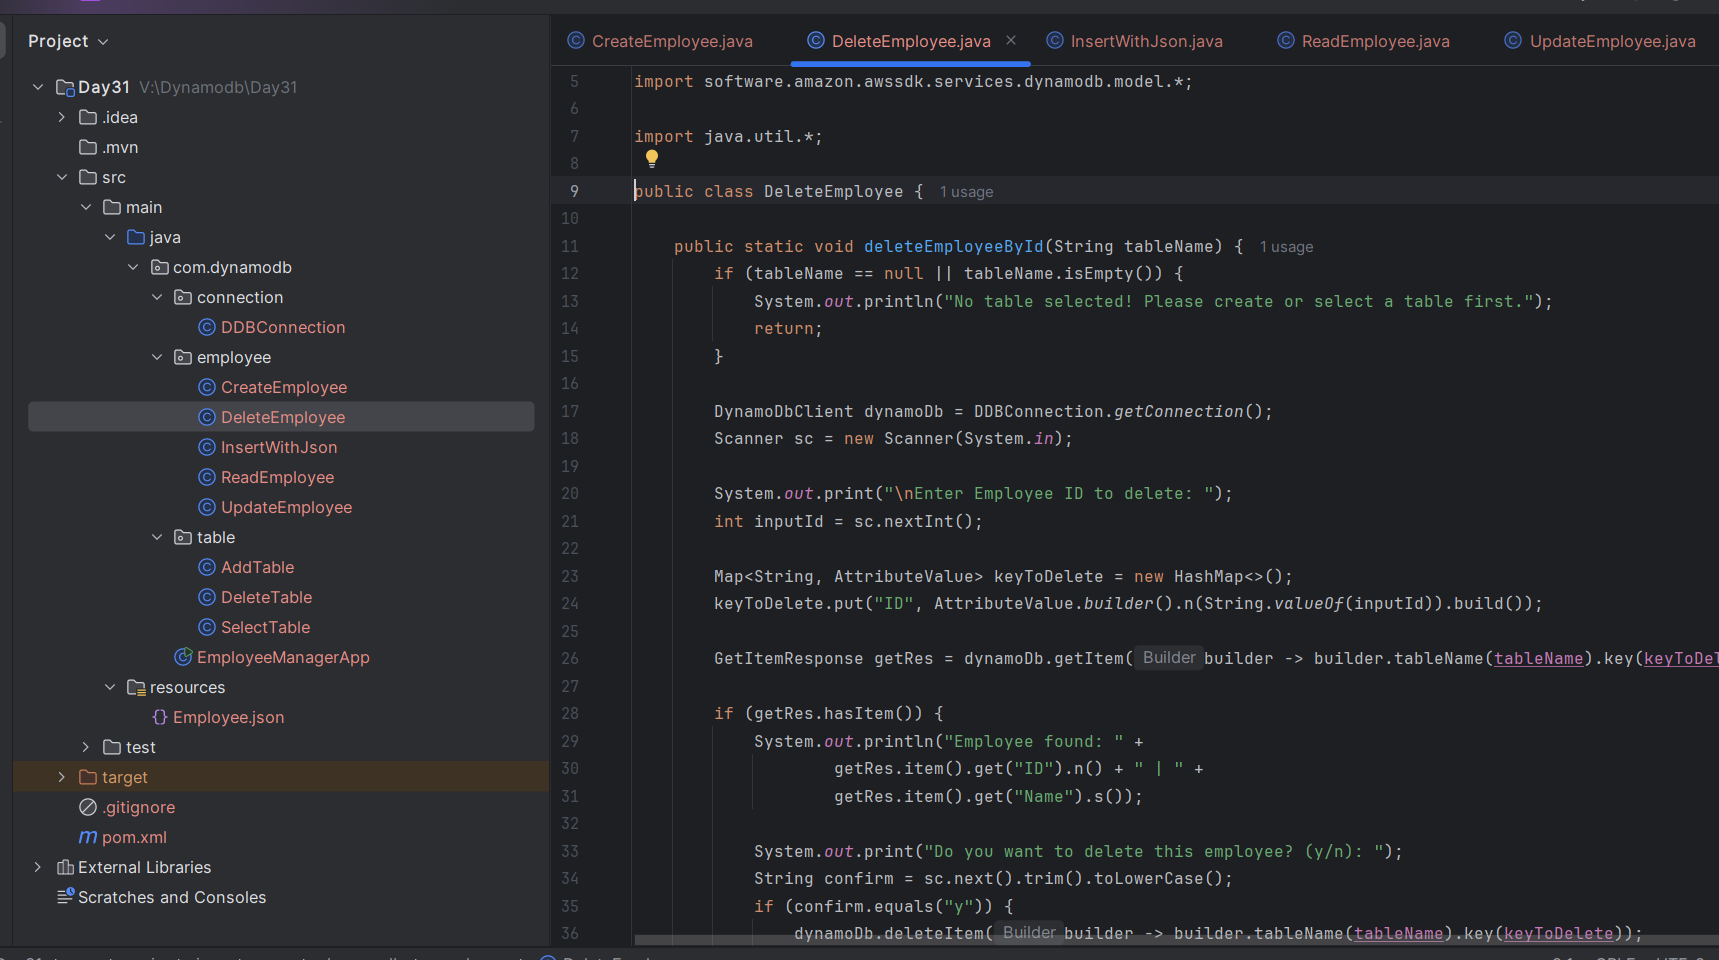 Project
Day31 V:\Dynamodb\Day31
.idea
.mvn
src
main
java
com.dynamodb
connection
DDBConnection
employee
CreateEmployee
DeleteEmployee
InsertWithJson
ReadEmployee
UpdateEmployee
table
AddTable
DeleteTable
SelectTable
EmployeeManagerApp
resources
Employee.json
test
target
.gitignore
pom.xml
External Libraries
Scratches and Consoles
CreateEmployee.java DeleteEmployee.java InsertWithJson.java ReadEmployee.java UpdateEmployee.java
5 import software.amazon.awssdk.services.dynamodb.model.*;
6
7 import java.util.*;
8
9 public class DeleteEmployee { 1 usage
10
11 public static void deleteEmployeeById(String tableName) { 1 usage
12 if (tableName == null || tableName.isEmpty()) {
13 System.out.println("No table selected! Please create or select a table first.");
14 return;
15 }
16
17 DynamoDbClient dynamoDb = DDBConnection.getConnection();
18 Scanner sc = new Scanner(System.in);
19
20 System.out.print("\nEnter Employee ID to delete: ");
21 int inputId = sc.nextInt();
22
23 Map<String, AttributeValue> keyToDelete = new HashMap<>();
24 keyToDelete.put("ID", AttributeValue.builder().n(String.valueOf(inputId)).build());
25
26 GetItemResponse getRes = dynamoDb.getItem( Builder builder -> builder.tableName(tableName).key(keyToDel
27
28 if (getRes.hasItem()) {
29 System.out.println("Employee found: " +
30 getRes.item().get("ID").n() + " | " +
31 getRes.item().get("Name").s());
32
33 System.out.print("Do you want to delete this employee? (y/n): ");
34 String confirm = sc.next().trim().toLowerCase();
35 if (confirm.equals("y")) {
36 dynamoDb.deleteItem( Builder builder -> builder.tableName(tableName).key(keyToDelete));